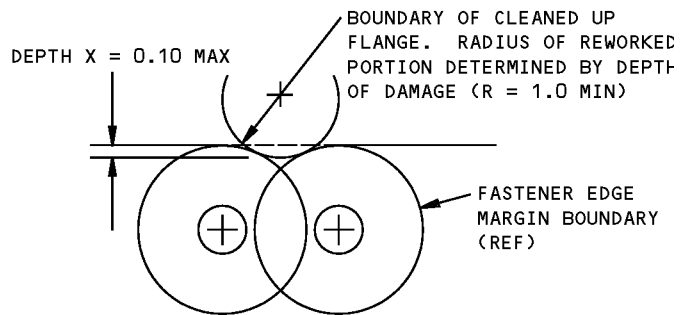 BOUNDARY OF CLEANED UP
FLANGE. RADIUS OF REWORKED
PORTION DETERMINED BY DEPTH
OF DAMAGE (R = 1.0 MIN)
DEPTH X = 0.10 MAX
FASTENER EDGE
MARGIN BOUNDARY
(REF)